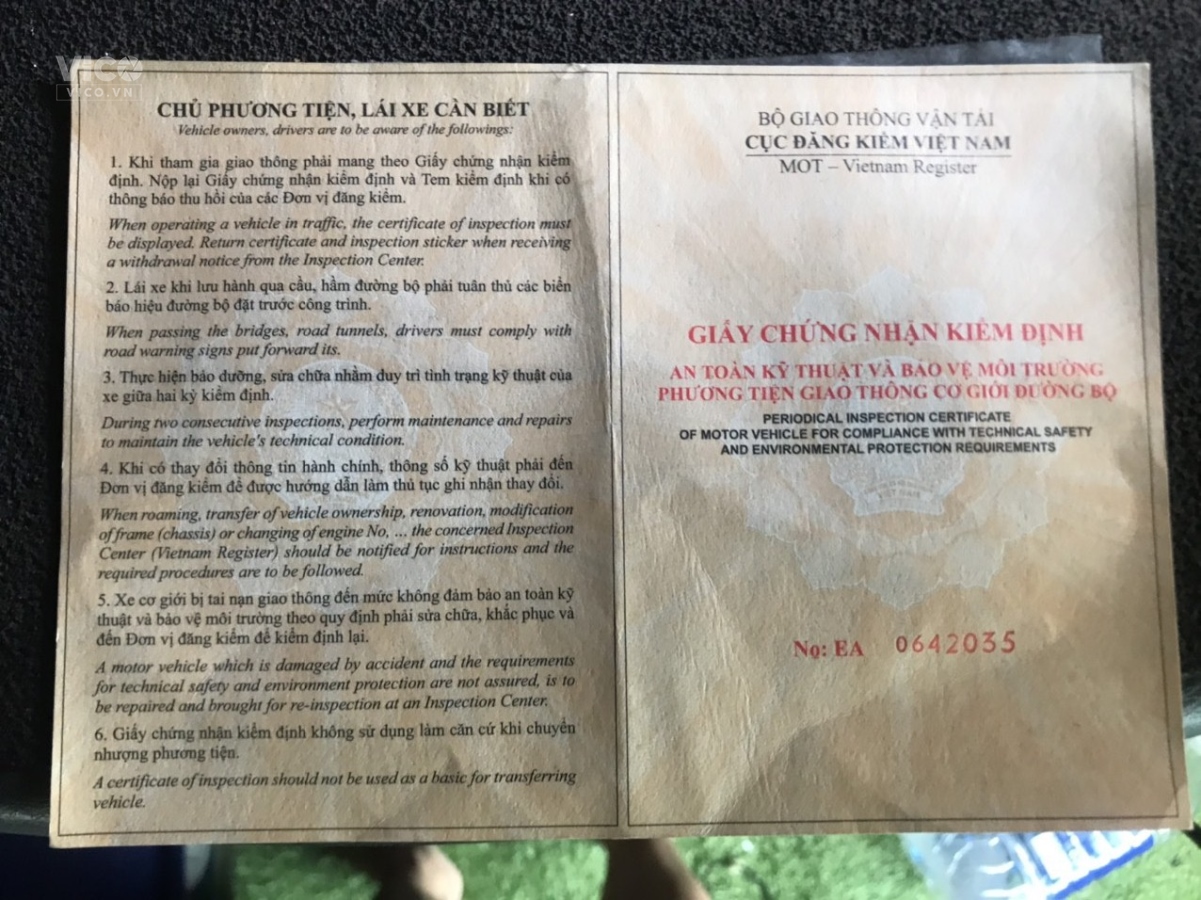 VICO
VICO.VN
CHỦ PHƯƠNG TIỆN, LÁI XE CẦN BIẾT
Vehicle owners, drivers are to be aware of the followings:
1. Khi tham gia giao thông phải mang theo Giấy chứng nhận kiểm
định. Nộp lại Giấy chứng nhận kiểm định và Tem kiểm định khi có
thông báo thu hồi của các Đơn vị đăng kiểm.
When operating a vehicle in traffic, the certificate of inspection must
be displayed. Return certificate and inspection sticker when receiving
a withdrawal notice from the Inspection Center.
2. Lái xe khi lưu hành qua cầu, hầm đường bộ phải tuân thủ các biển
báo hiệu đường bộ đặt trước công trình.
When passing the bridges, road tunnels, drivers must comply with
road warning signs put forward its.
3. Thực hiện bảo dưỡng, sửa chữa nhằm duy trì tình trạng kỹ thuật của
xe giữa hai kỳ kiểm định.
During two consecutive inspections, perform maintenance and repairs
to maintain the vehicle's technical condition.
4. Khi có thay đổi thông tin hành chính, thông số kỹ thuật phải đến
Đơn vị đăng kiểm để được hướng dẫn làm thủ tục ghi nhận thay đổi.
When roaming, transfer of vehicle ownership, renovation, modification
of frame (chassis) or changing of engine No, ... the concerned Inspection
Center (Vietnam Register) should be notified for instructions and the
required procedures are to be followed.
5. Xe cơ giới bị tai nạn giao thông đến mức không đảm bảo an toàn kỹ
thuật và bảo vệ môi trường theo quy định phải sửa chữa, khắc phục và
đến Đơn vị đăng kiểm để kiểm định lại.
A motor vehicle which is damaged by accident and the requirements
for technical safety and environment protection are not assured, is to
be repaired and brought for re-inspection at an Inspection Center.
6. Giấy chứng nhận kiểm định không sử dụng làm căn cứ khi chuyển
nhượng phương tiện.
A certificate of inspection should not be used as a basic for transferring
vehicle.
BỘ GIAO THÔNG VẬN TẢI
CỤC ĐĂNG KIỂM VIỆT NAM
MOT – Vietnam Register
GIẤY CHỨNG NHẬN KIỂM ĐỊNH
AN TOÀN KỸ THUẬT VÀ BẢO VỆ MÔI TRƯỜNG
PHƯƠNG TIỆN GIAO THÔNG CƠ GIỚI ĐƯỜNG BỘ
PERIODICAL INSPECTION CERTIFICATE
OF MOTOR VEHICLE FOR COMPLIANCE WITH TECHNICAL SAFETY
AND ENVIRONMENTAL PROTECTION REQUIREMENTS
Nọ: EA 0642035